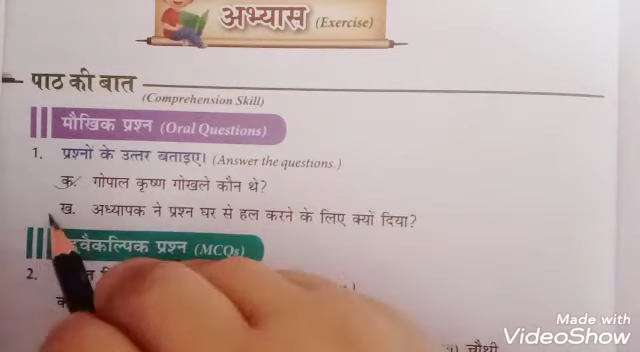 अभ्यास (Exercise)
पाठ की बात
(Comprehension Skill)
मौखिक प्रश्न (Oral Questions)
1. प्रश्नों के उत्तर बताइए। (Answer the questions.)
क. गोपाल कृष्ण गोखले कौन थे?
ख. अध्यापक ने प्रश्न घर से हल करने के लिए क्यों दिया?
वैकल्पिक प्रश्न (MCQs)
2.
चौथी
Made with
VideoShow